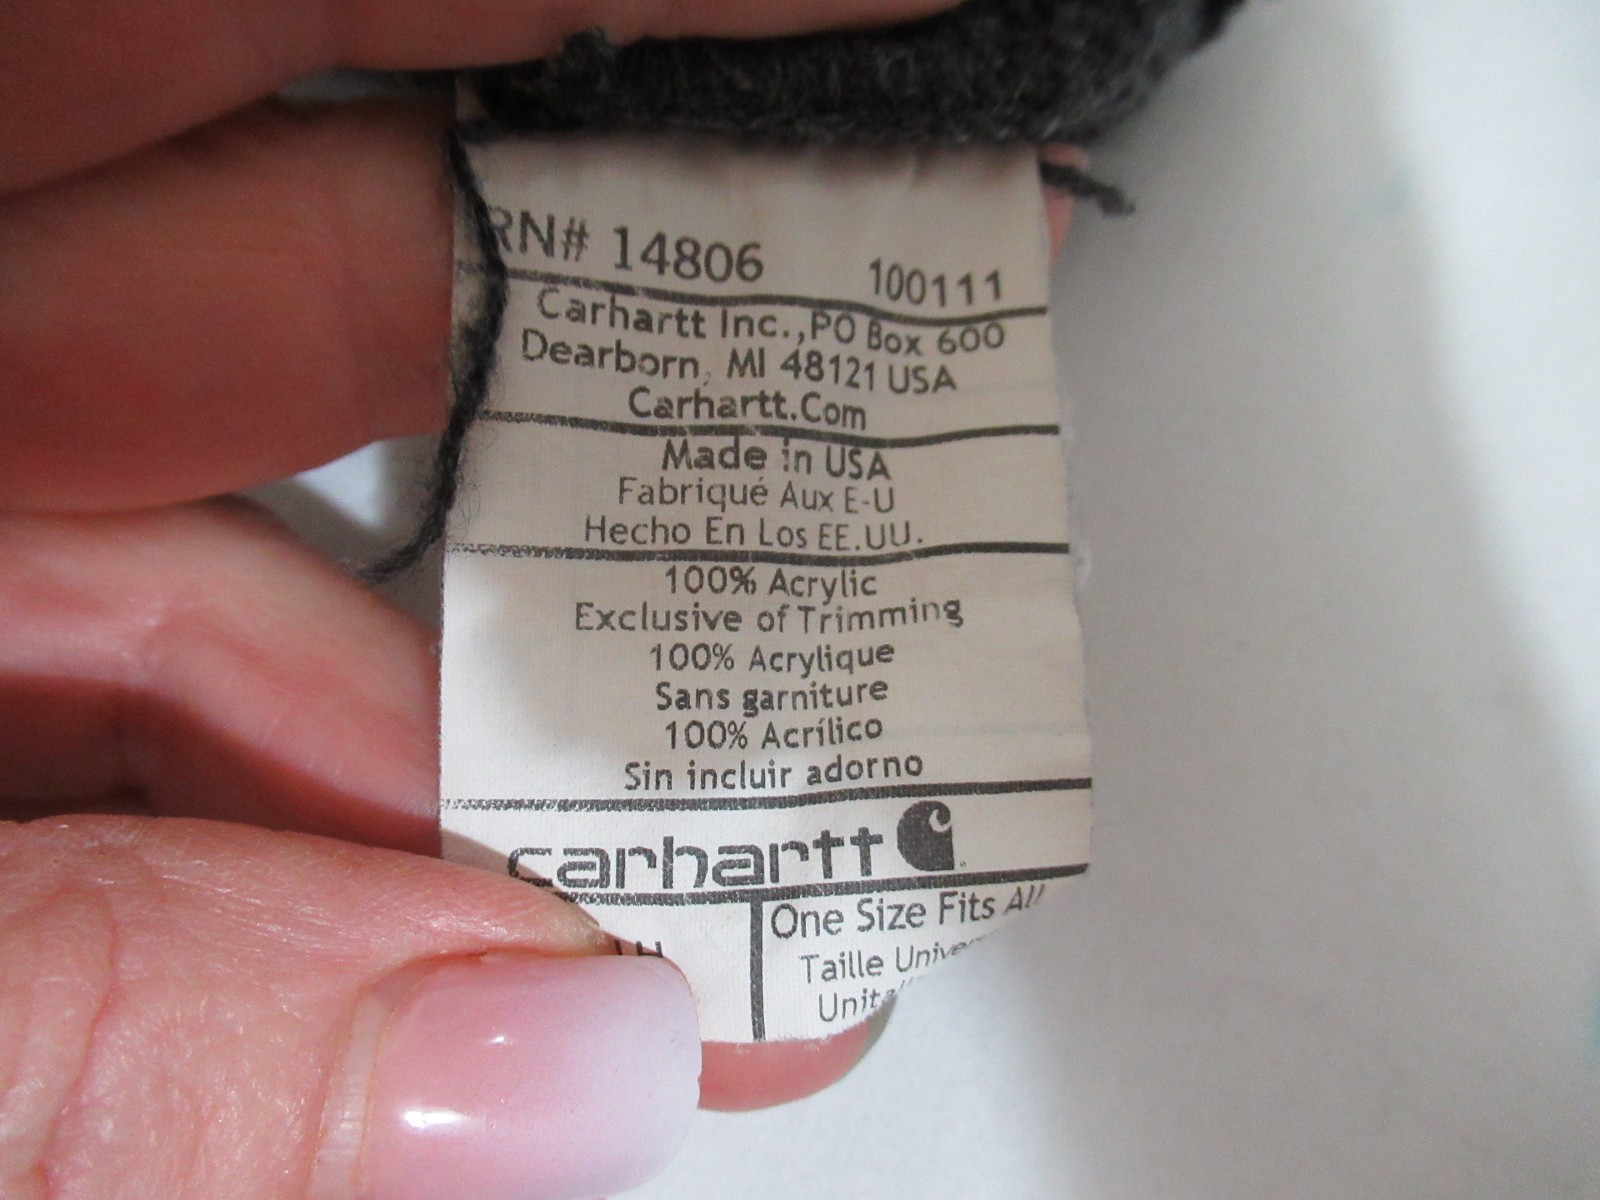 RN# 14806 100111
Carhartt Inc.,PO Box 600
Dearborn, MI 48121 USA
Carhartt.Com
Made in USA
Fabriqué Aux E-U
Hecho En Los EE.UU.
100% Acrylic
Exclusive of Trimming
100% Acrylique
Sans garniture
100% Acrílico
Sin incluir adorno
carhartt
One Size Fits All
Taille